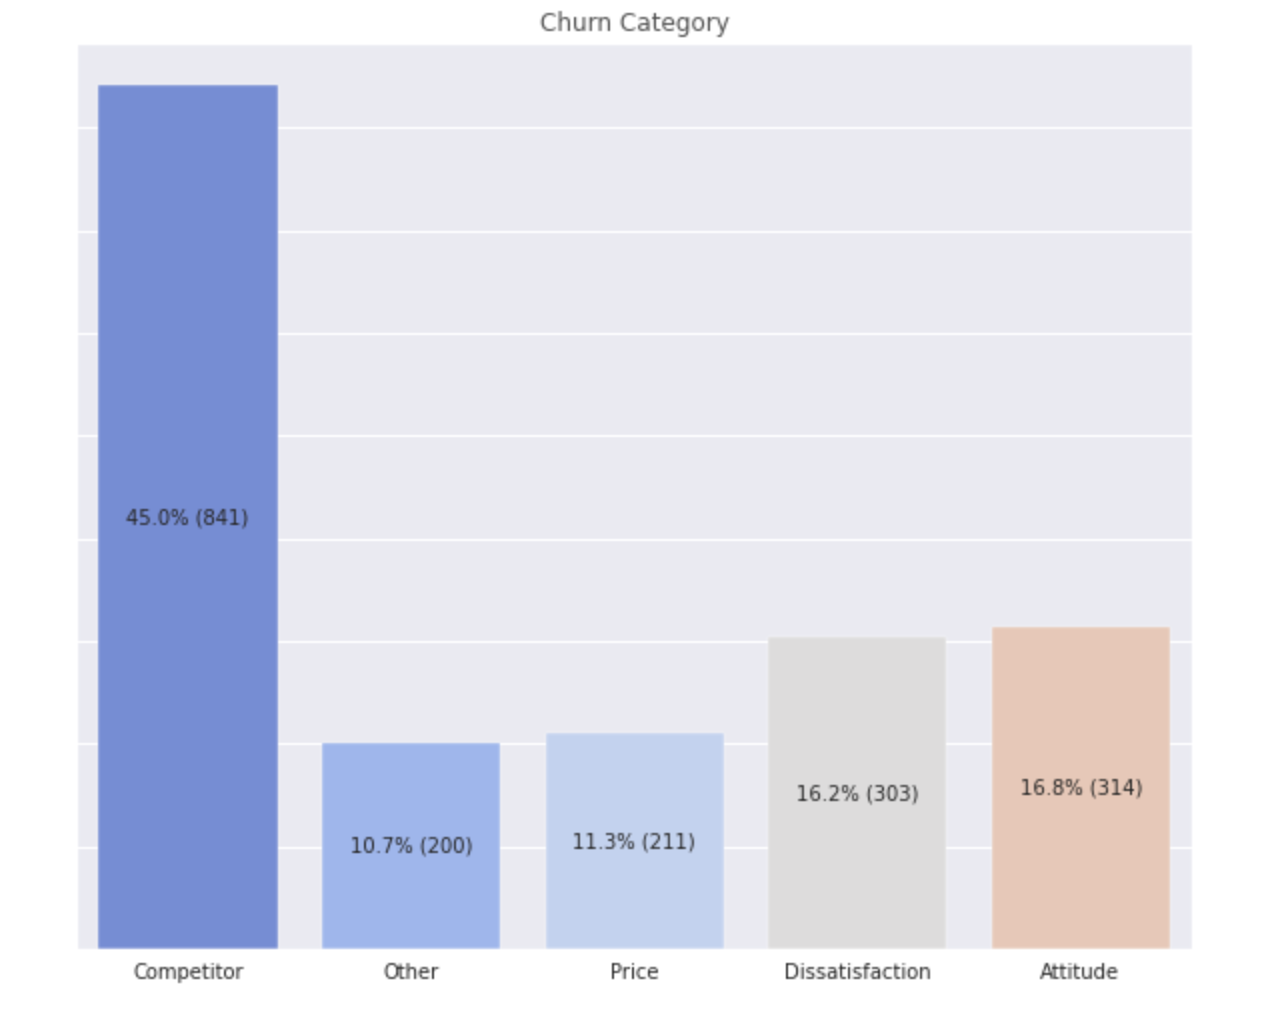 Churn Category
45.0% (841)
10.7% (200)
11.3% (211)
16.2% (303)
16.8% (314)
Competitor
Other
Price
Dissatisfaction
Attitude